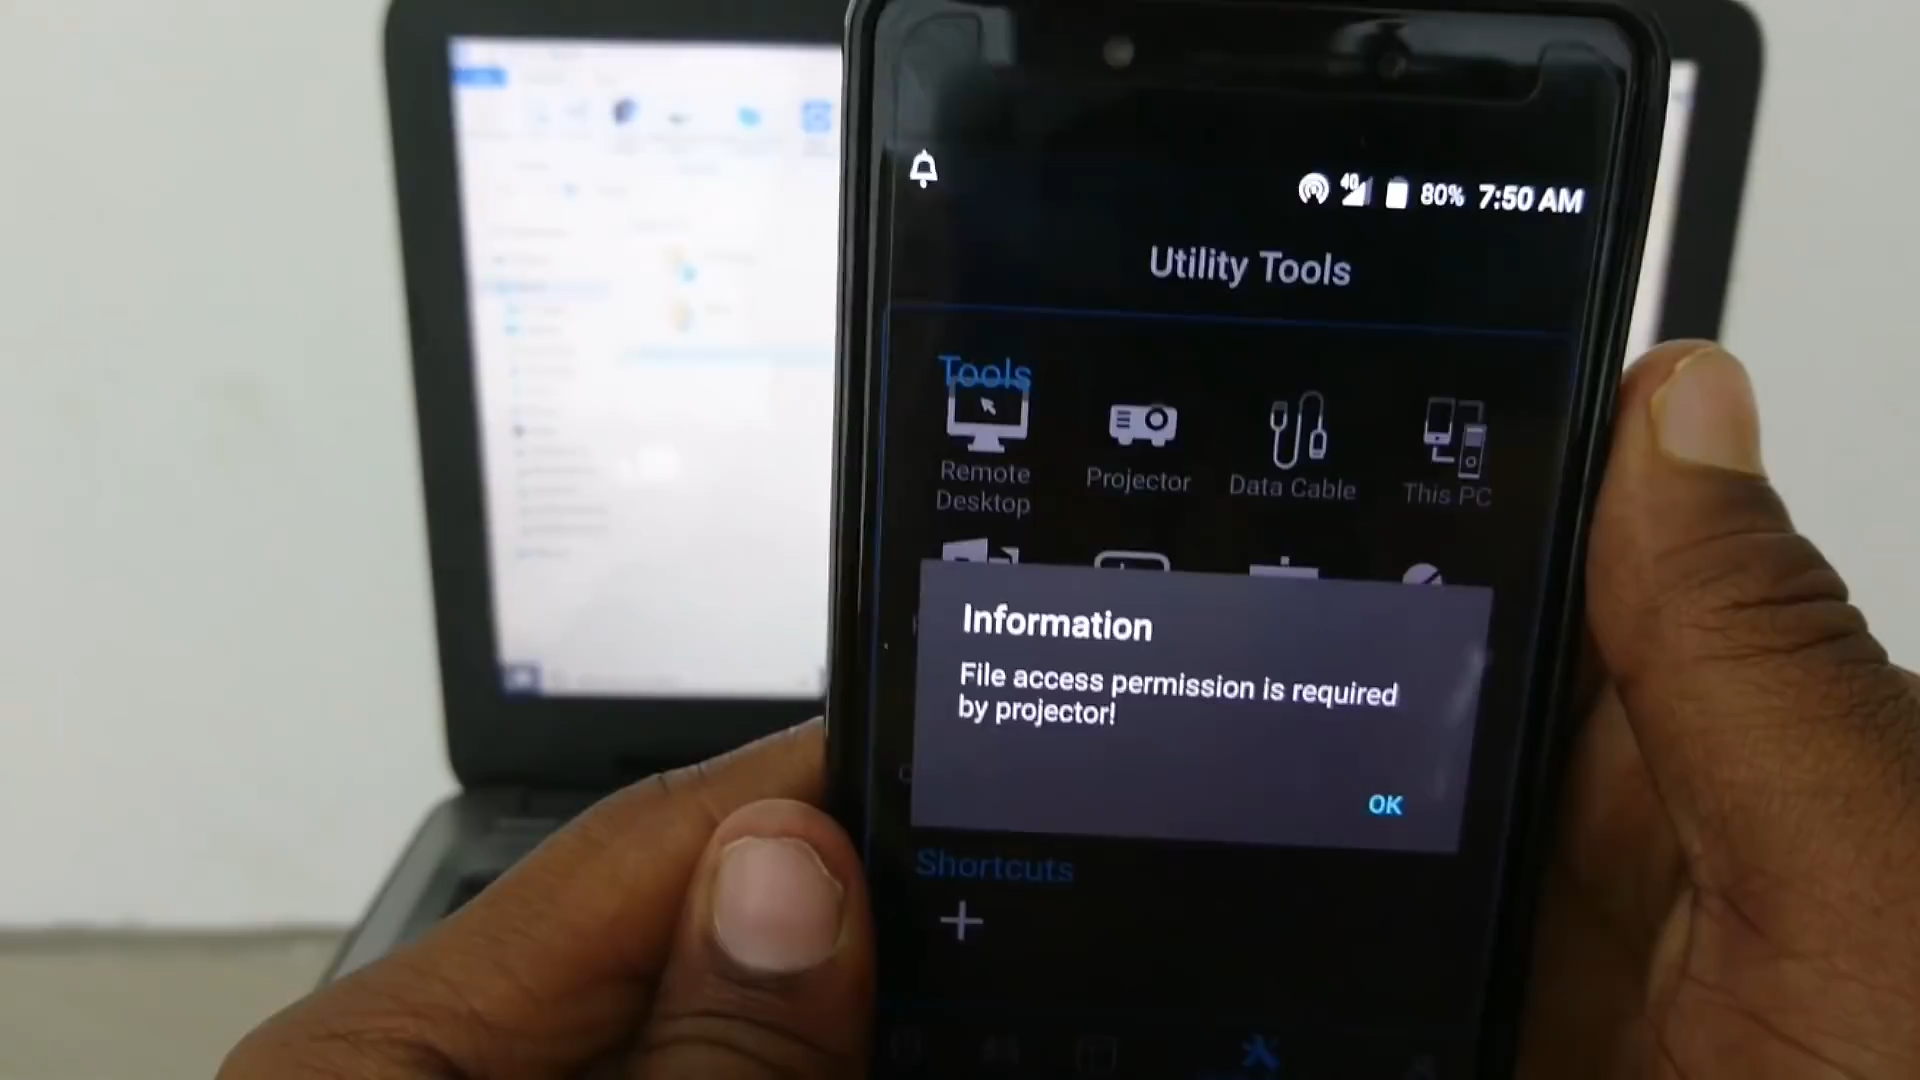 4G 80% 7:50 AM
Utility Tools
Tools
Remote Desktop
Projector
Data Cable
This PC
Information
File access permission is required
by projector!
OK
Shortcuts